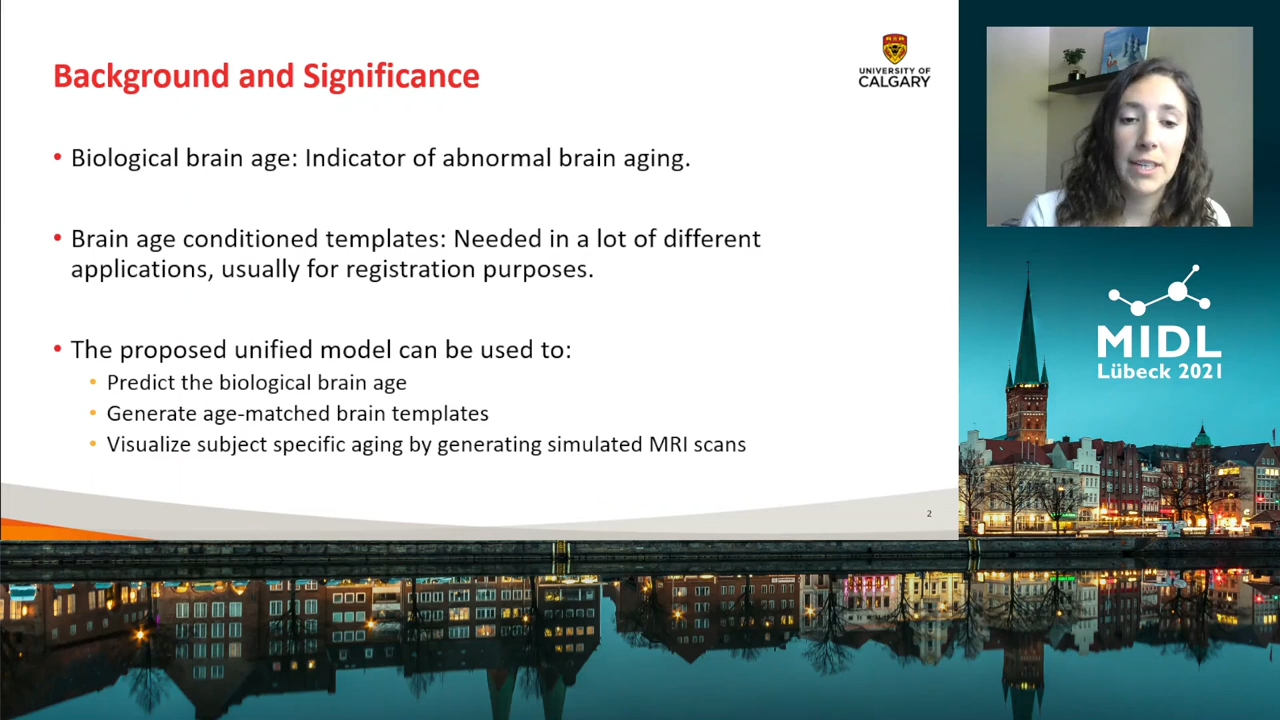 Background and Significance
UNIVERSITY OF
CALGARY
• Biological brain age: Indicator of abnormal brain aging.
• Brain age conditioned templates: Needed in a lot of different
applications, usually for registration purposes.
• The proposed unified model can be used to:
• Predict the biological brain age
• Generate age-matched brain templates
• Visualize subject specific aging by generating simulated MRI scans
2
MIDL
Lübeck 2021